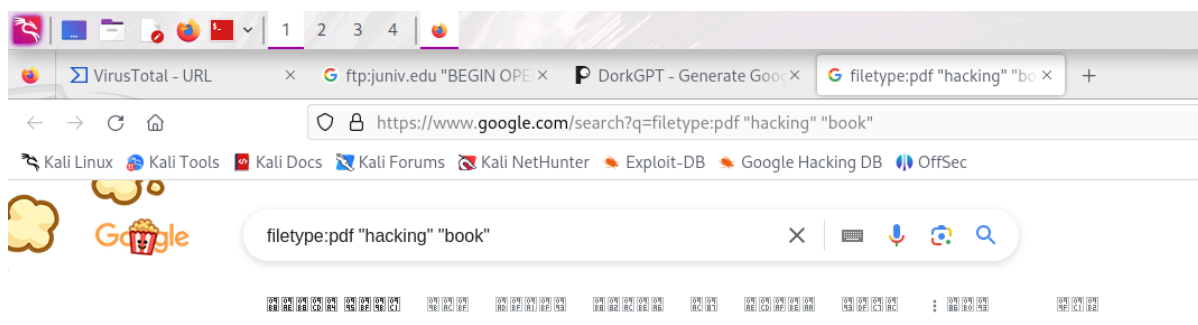 1 2 3 4
VirusTotal - URL × ftp:juniv.edu "BEGIN OPE × DorkGPT - Generate Goog × filetype:pdf "hacking" "bo × +
https://www.google.com/search?q=filetype:pdf "hacking" "book"
Kali Linux Kali Tools Kali Docs Kali Forums Kali NetHunter Exploit-DB Google Hacking DB OffSec
Google filetype:pdf "hacking" "book"